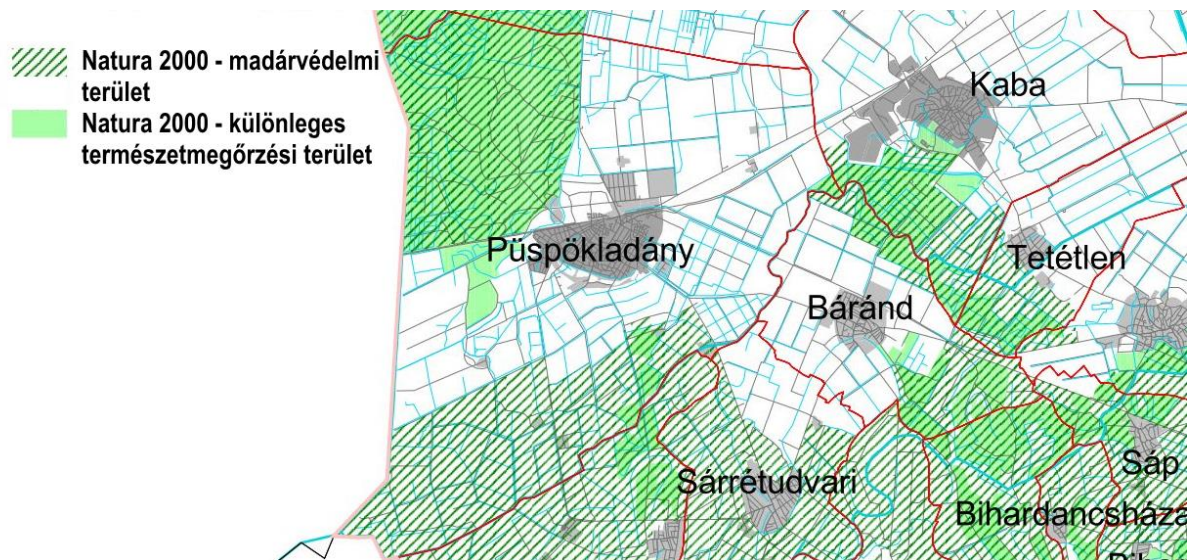 Natura 2000 - madárvédelmi
terület
Natura 2000 - különleges
természetmegőrzési terület
Kaba
Püspökladány
Tetétlen
Báránd
Sárrétudvari
Sáp
Bihardancsháza